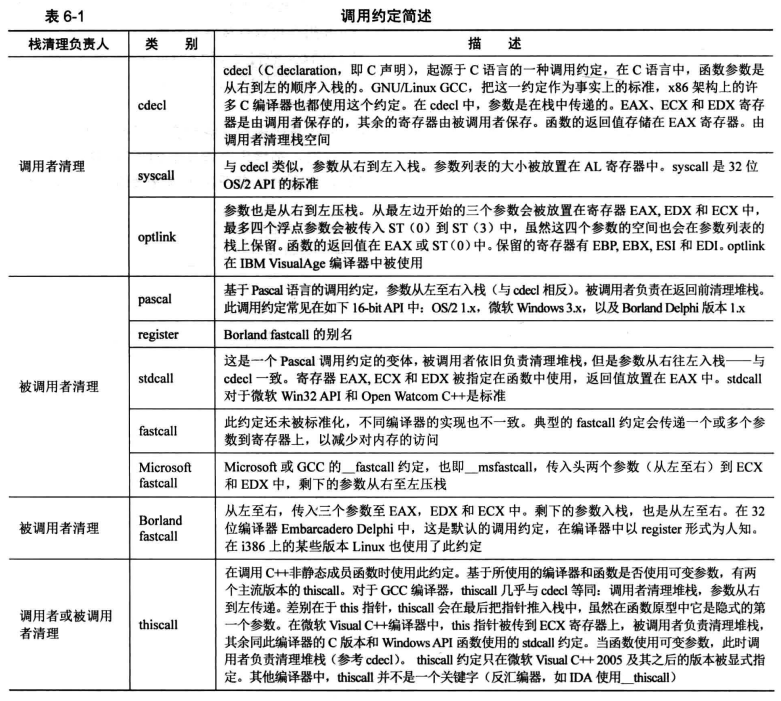 表 6-1 调用约定简述
栈清理负责人 类 别 描 述
调用者清理
cdecl
cdecl（C declaration，即 C 声明），起源于 C 语言的一种调用约定，在 C 语言中，函数参数是
从右到左的顺序入栈的。GNU/Linux GCC，把这一约定作为事实上的标准，x86 架构上的许
多 C 编译器也都使用这个约定。在 cdecl 中，参数是在栈中传递的。EAX、ECX 和 EDX 寄存
器是由调用者保存的，其余的寄存器由被调用者保存。函数的返回值存储在 EAX 寄存器。由
调用者清理栈空间
syscall
与 cdecl 类似，参数从右到左入栈。参数列表的大小被放置在 AL 寄存器中。syscall 是 32 位
OS/2 API 的标准
optlink
参数也是从右到左压栈。从最左边开始的三个参数会被放置在寄存器 EAX, EDX 和 ECX 中，
最多四个浮点参数会被传入 ST（0）到 ST（3）中，虽然这四个参数的空间也会在参数列表的
栈上保留。函数的返回值在 EAX 或 ST（0）中。保留的寄存器有 EBP, EBX, ESI 和 EDI。optlink
在 IBM VisualAge 编译器中被使用
被调用者清理
pascal
基于 Pascal 语言的调用约定，参数从左至右入栈（与 cdecl 相反）。被调用者负责在返回前清理堆栈。
此调用约定常见在如下 16-bit API 中：OS/2 1.x，微软 Windows 3.x，以及 Borland Delphi 版本 1.x
register
Borland fastcall 的别名
stdcall
这是一个 Pascal 调用约定的变体，被调用者依旧负责清理堆栈，但是参数从右往左入栈——与
cdecl 一致。寄存器 EAX, ECX 和 EDX 被指定在函数中使用，返回值放置在 EAX 中。stdcall
对于微软 Win32 API 和 Open Watcom C++是标准
fastcall
此约定还未被标准化，不同编译器的实现也不一致。典型的 fastcall 约定会传递一个或多个参
数到寄存器上，以减少对内存的访问
Microsoft
fastcall
Microsoft 或 GCC 的__fastcall 约定，也即__msfastcall，传入头两个参数（从左至右）到 ECX
和 EDX 中，剩下的参数从右至左压栈
被调用者清理
Borland
fastcall
从左至右，传入三个参数至 EAX，EDX 和 ECX 中。剩下的参数入栈，也是从左至右。在 32
位编译器 Embarcadero Delphi 中，这是默认的调用约定，在编译器中以 register 形式为人知。
在 i386 上的某些版本 Linux 也使用了此约定
调用者或被调用
者清理
thiscall
在调用 C++非静态成员函数时使用此约定。基于所使用的编译器和函数是否使用可变参数，有两
个主流版本的 thiscall。对于 GCC 编译器，thiscall 几乎与 cdecl 等同：调用者清理堆栈，参数从右
到左传递。差别在于 this 指针，thiscall 会在最后把指针推入栈中，虽然在函数原型中它是隐式的第
一个参数。在微软 Visual C++编译器中，this 指针被传到 ECX 寄存器上，被调用者负责清理堆栈，
其余同此编译器的 C 版本和 Windows API 函数使用的 stdcall 约定。当函数使用可变参数，此时调
用者负责清理堆栈（参考 cdecl）。 thiscall 约定只在微软 Visual C++ 2005 及其之后的版本被显式指
定。其他编译器中，thiscall 并不是一个关键字（反汇编器，如 IDA 使用__thiscall）